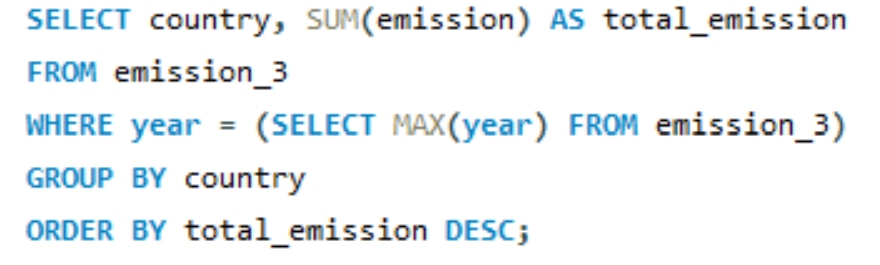 SELECT country, SUM(emission) AS total_emission
FROM emission_3
WHERE year = (SELECT MAX(year) FROM emission_3)
GROUP BY country
ORDER BY total_emission DESC;